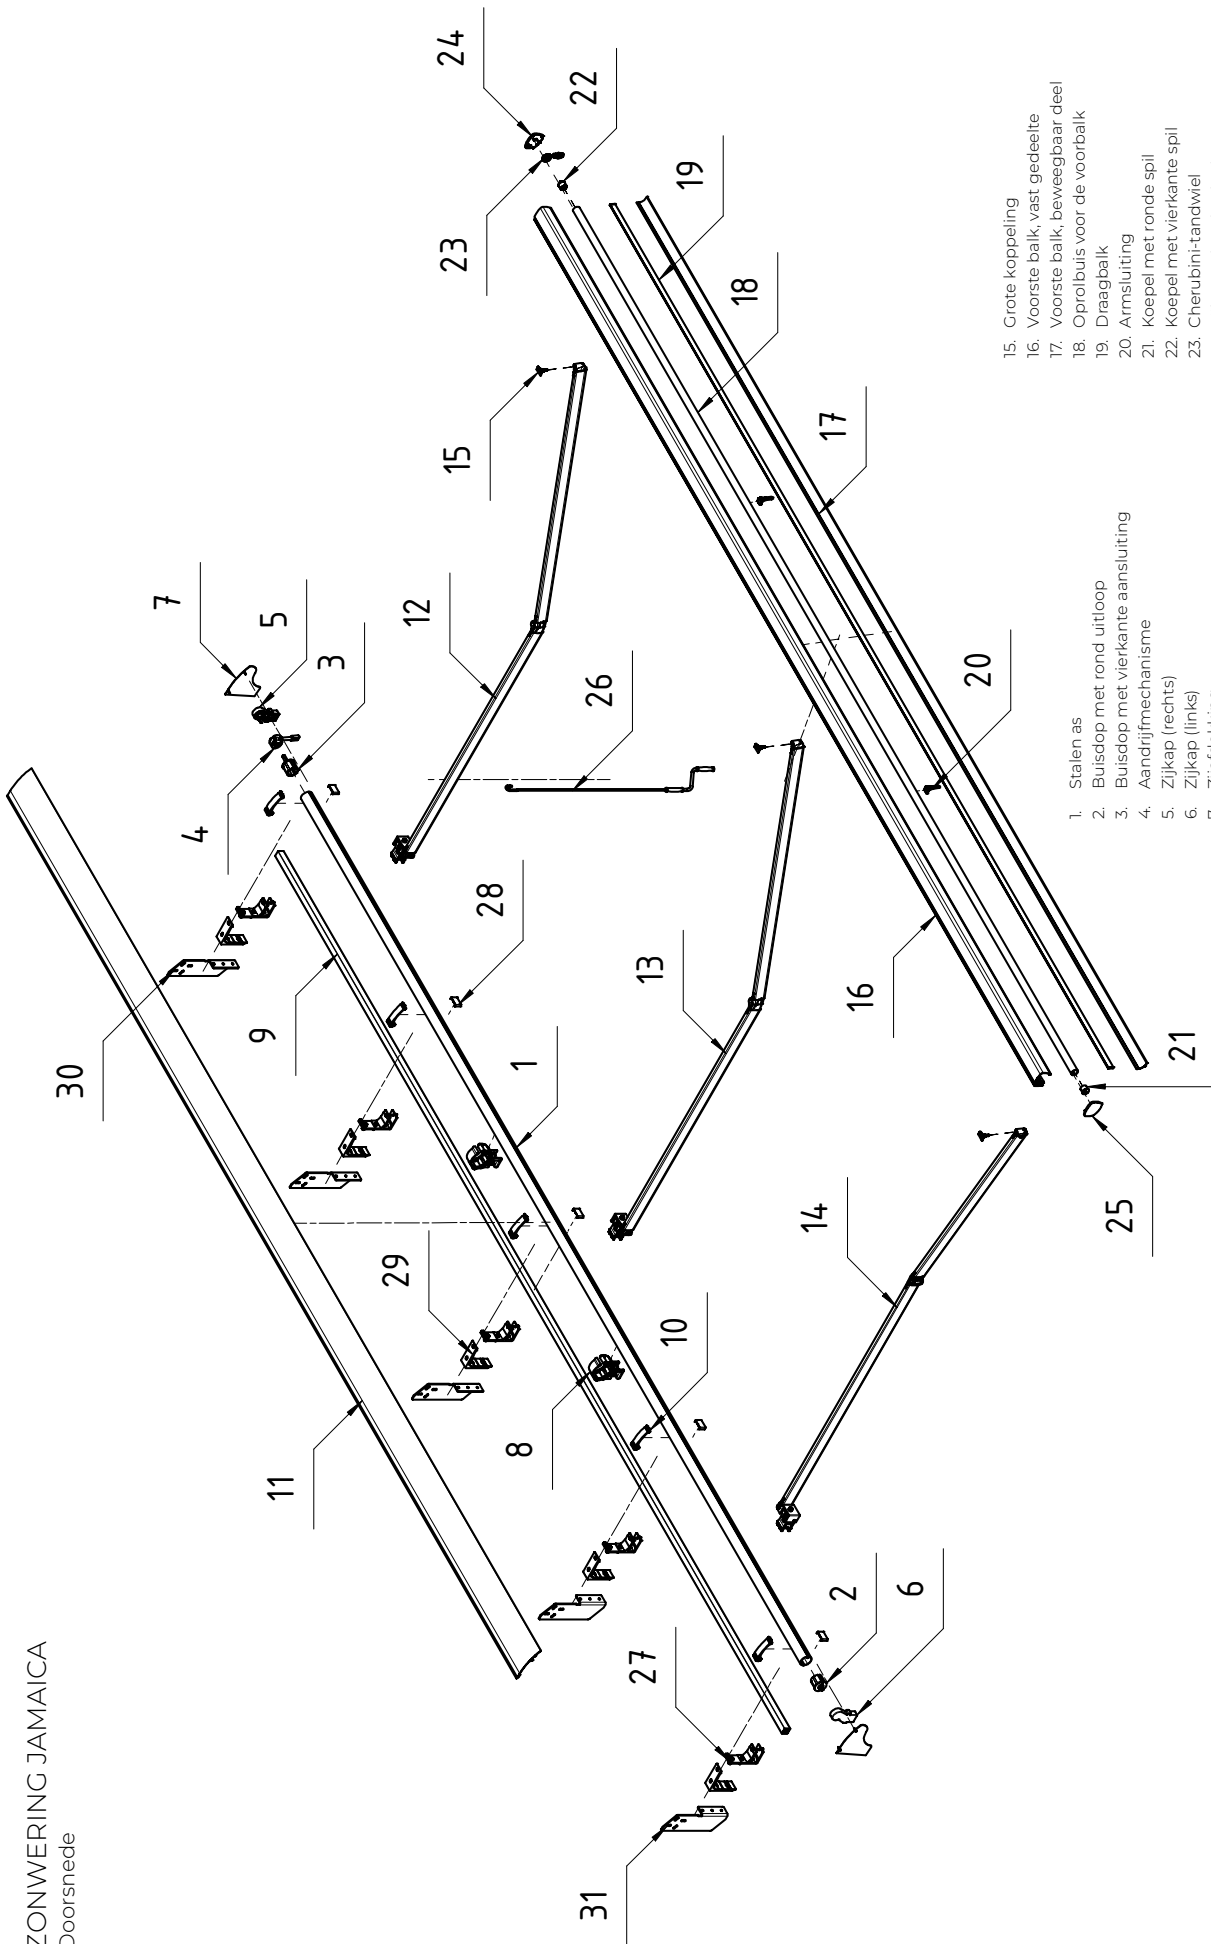 ZONWERING JAMAICA
Doorsnede
30
11
9
29
8
31
27
10
28
1
2
6
7
5
4
3
12
26
13
14
15
24
22
23
19
18
17
20
16
21
25
1. Stalen as
2. Buisdop met rond uitloop
3. Buisdop met vierkante aansluiting
4. Aandrijfmechanisme
5. Zijkap (rechts)
6. Zijkap (links)
15. Grote koppeling
16. Voorste balk, vast gedeelte
17. Voorste balk, beweegbaar deel
18. Oprolbuis voor de voorbalk
19. Draagbalk
20. Armsluiting
21. Koepel met ronde spil
22. Koepel met vierkante spil
23. Cherubini-tandwiel